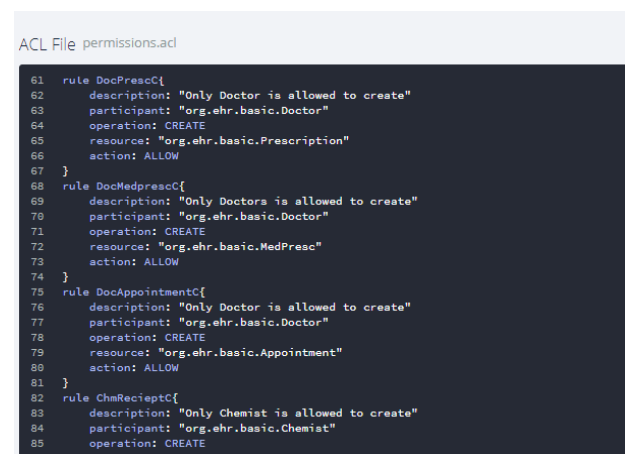 ACL File permissions.acl
61 rule DocPrescC{
62 description: "Only Doctor is allowed to create"
63 participant: "org.ehr.basic.Doctor"
64 operation: CREATE
65 resource: "org.ehr.basic.Prescription"
66 action: ALLOW
67 }
68 rule DocMedprescC{
69 description: "Only Doctors is allowed to create"
70 participant: "org.ehr.basic.Doctor"
71 operation: CREATE
72 resource: "org.ehr.basic.MedPresc"
73 action: ALLOW
74 }
75 rule DocAppointmentC{
76 description: "Only Doctor is allowed to create"
77 participant: "org.ehr.basic.Doctor"
78 operation: CREATE
79 resource: "org.ehr.basic.Appointment"
80 action: ALLOW
81 }
82 rule ChmRecieptC{
83 description: "Only Chemist is allowed to create"
84 participant: "org.ehr.basic.Chemist"
85 operation: CREATE